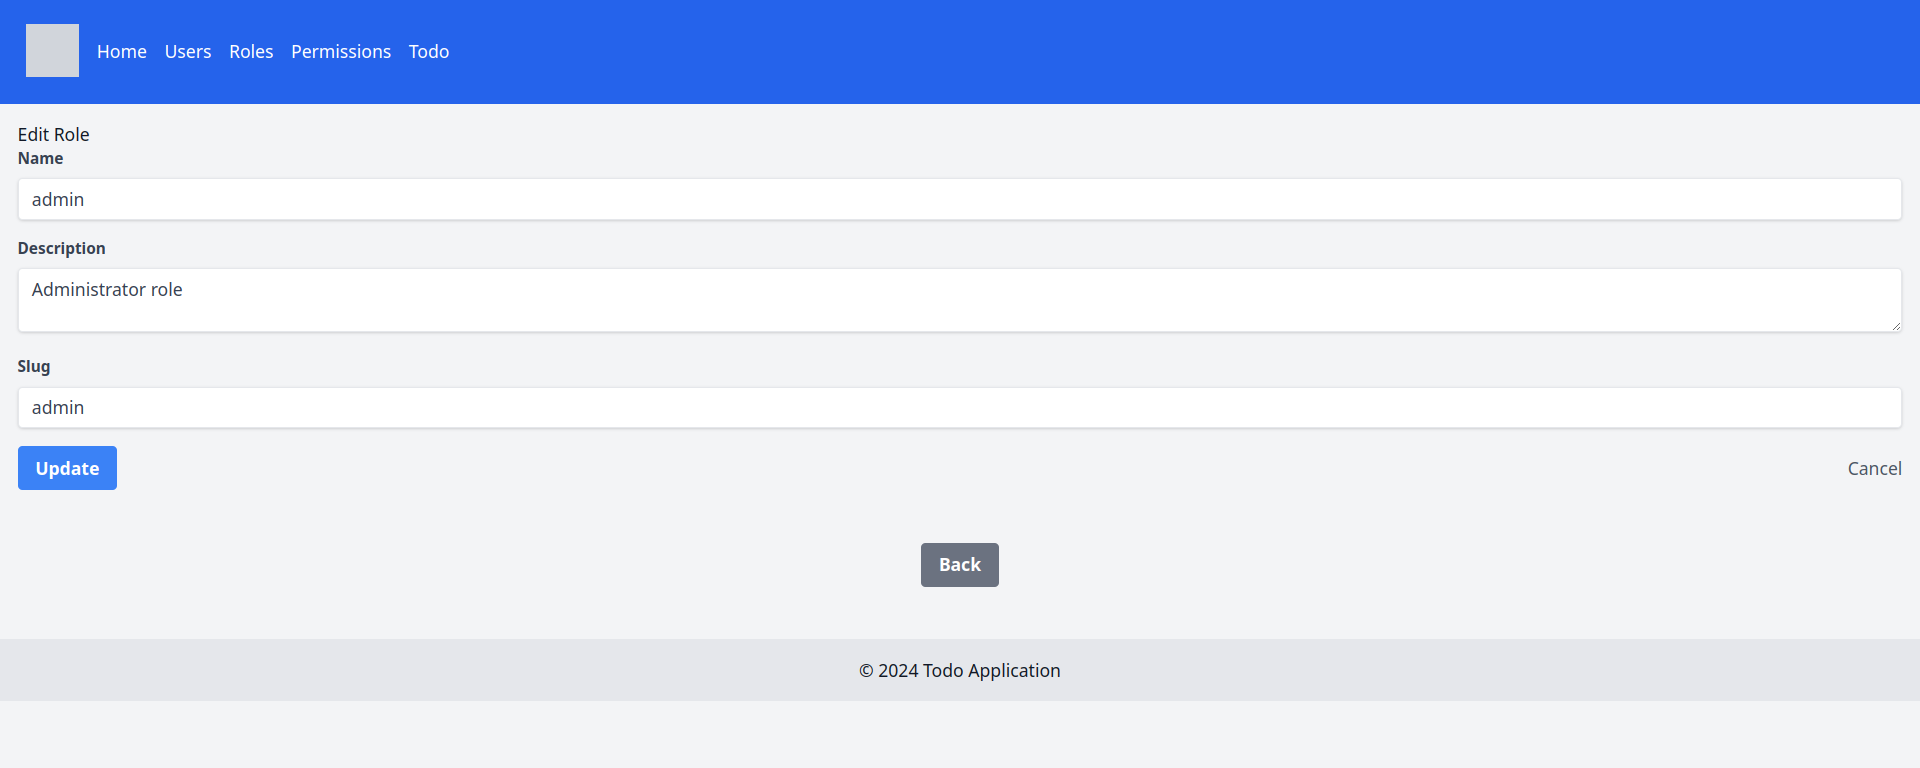 Home Users Roles Permissions Todo
Edit Role
Name
admin
Description
Administrator role
Slug
admin
Update Cancel
Back
© 2024 Todo Application